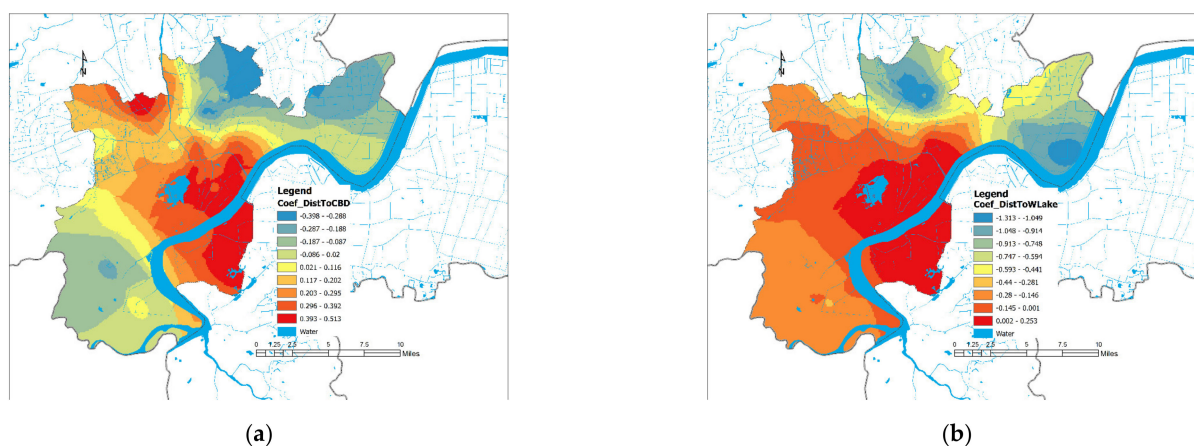 N
Legend
Coef_DistToCBD
-0.398 - -0.288
-0.287 - -0.188
-0.187 - -0.087
-0.086 - 0.02
0.021 - 0.116
0.117 - 0.202
0.203 - 0.295
0.296 - 0.392
0.393 - 0.513
Water
0 1.25 2.5 5 7.5 10
Miles
(a)
N
Legend
Coef_DistToWLake
-1.313 - -1.049
-1.048 - -0.914
-0.913 - -0.748
-0.747 - -0.594
-0.593 - -0.441
-0.44 - -0.281
-0.28 - -0.146
-0.145 - 0.001
0.002 - 0.253
Water
0 1.25 2.5 5 7.5 10
Miles
(b)